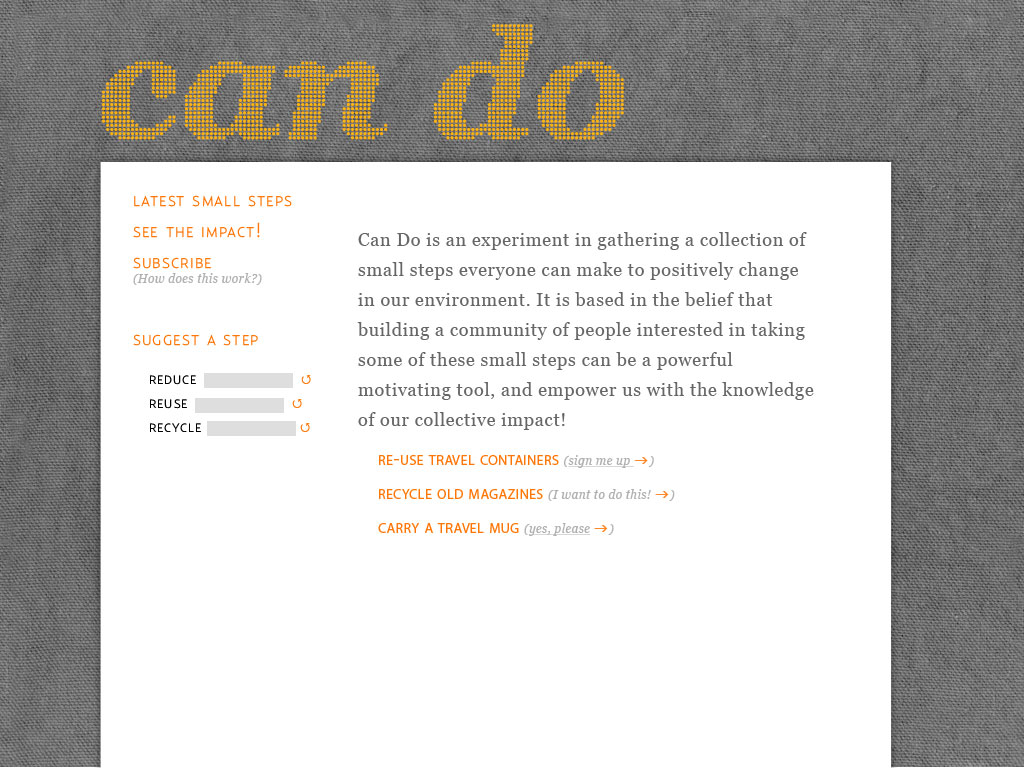 can do
LATEST SMALL STEPS
SEE THE IMPACT!
SUBSCRIBE
(How does this work?)
SUGGEST A STEP
REDUCE ↺
REUSE ↺
RECYCLE ↺
Can Do is an experiment in gathering a collection of
small steps everyone can make to positively change
in our environment. It is based in the belief that
building a community of people interested in taking
some of these small steps can be a powerful
motivating tool, and empower us with the knowledge
of our collective impact!
RE-USE TRAVEL CONTAINERS (sign me up →)
RECYCLE OLD MAGAZINES (I want to do this! →)
CARRY A TRAVEL MUG (yes, please →)